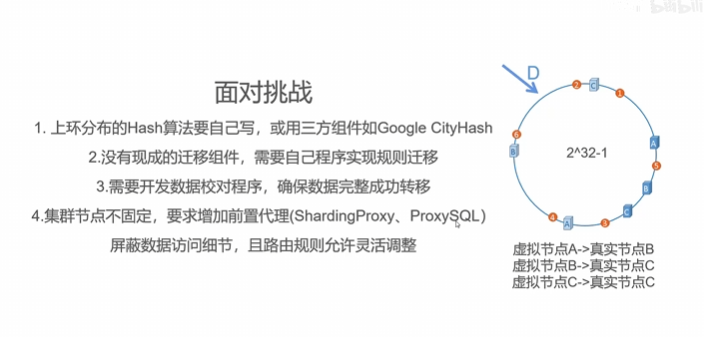 bilibili
面对挑战
1. 上环分布的Hash算法要自己写，或用三方组件如Google CityHash
2.没有现成的迁移组件，需要自己程序实现规则迁移
3.需要开发数据校对程序，确保数据完整成功转移
4.集群节点不固定，要求增加前置代理(ShardingProxy、ProxySQL)
屏蔽数据访问细节，且路由规则允许灵活调整
D
2
C
1
6
A
B
2^32-1
5
B
C
4
A
3
虚拟节点A->真实节点B
虚拟节点B->真实节点C
虚拟节点C->真实节点C